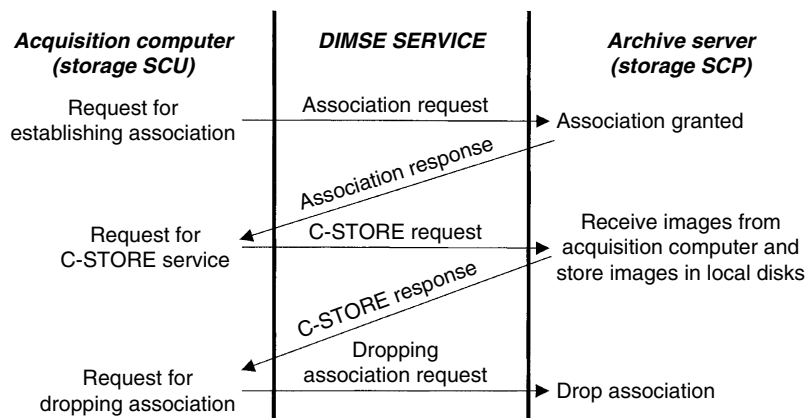 Acquisition computer
(storage SCU)
DIMSE SERVICE
Archive server
(storage SCP)
Request for
establishing association
Association request
Association granted
Association response
Request for
C-STORE service
C-STORE request
Receive images from
acquisition computer and
store images in local disks
C-STORE response
Request for
dropping association
Dropping
association request
Drop association